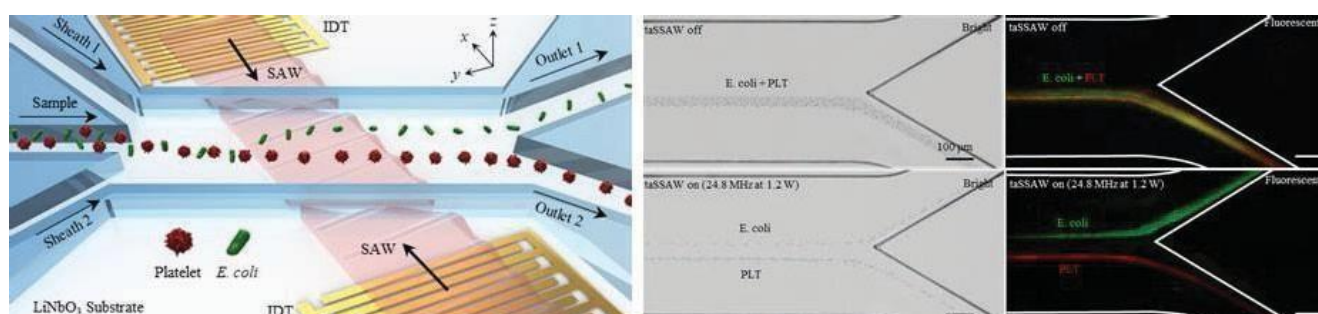 Sheath 1
IDT
z
x
y
SAW
Outlet 1
Sample
Sheath 2
SAW
Outlet 2
Platelet
E. coli
LiNbO₃ Substrate
IDT
taSSAW off
Bright
E. coli + PLT
100 μm
taSSAW on (24.8 MHz at 1.2 W)
Bright
E. coli
PLT
taSSAW off
Fluorescent
E. coli + PLT
taSSAW on (24.8 MHz at 1.2 W)
Fluorescent
E. coli
PLT